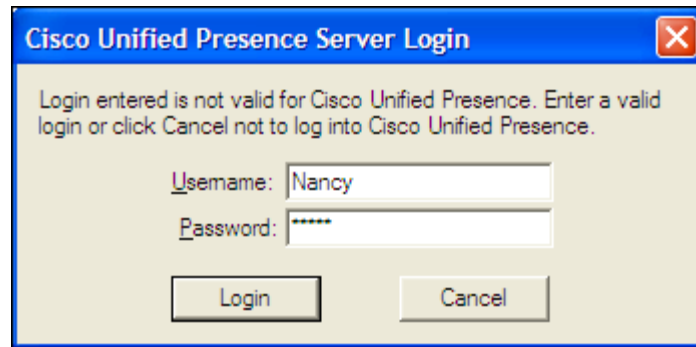 Cisco Unified Presence Server Login
Login entered is not valid for Cisco Unified Presence. Enter a valid
login or click Cancel not to log into Cisco Unified Presence.
Username: Nancy
Password: *****
Login Cancel